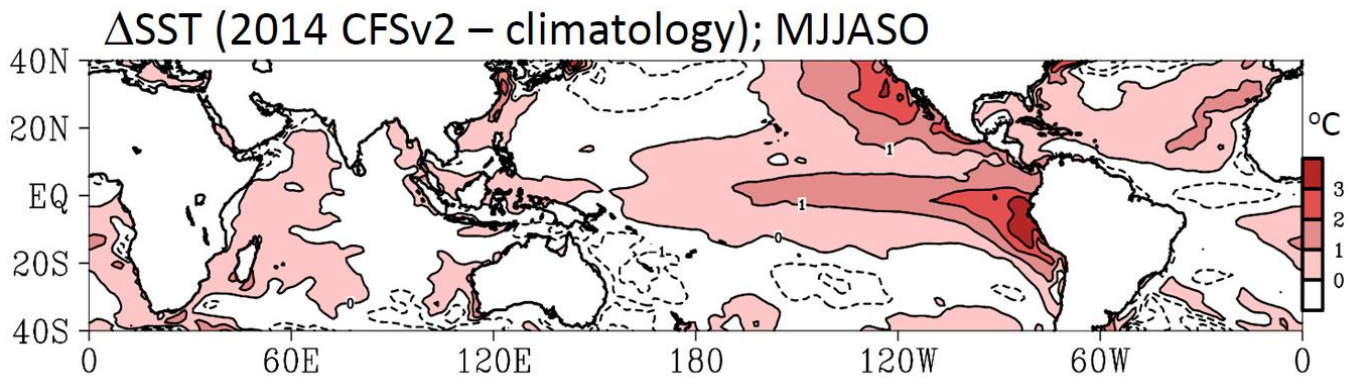 ΔSST (2014 CFSv2 – climatology); MJJASO
40N
20N
EQ
20S
40S
0 60E 120E 180 120W 60W 0
1
1
0
1
0
°C
3
2
1
0